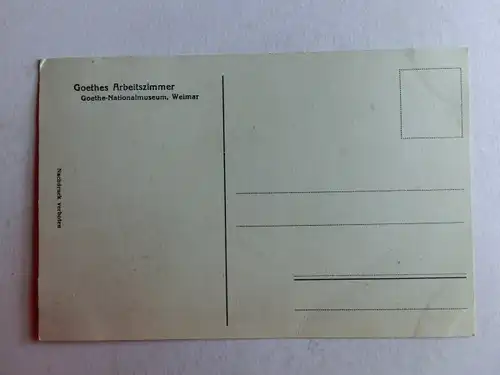 Goethes Arbeitszimmer
Goethe-Nationalmuseum, Weimar
Nachdruck verboten